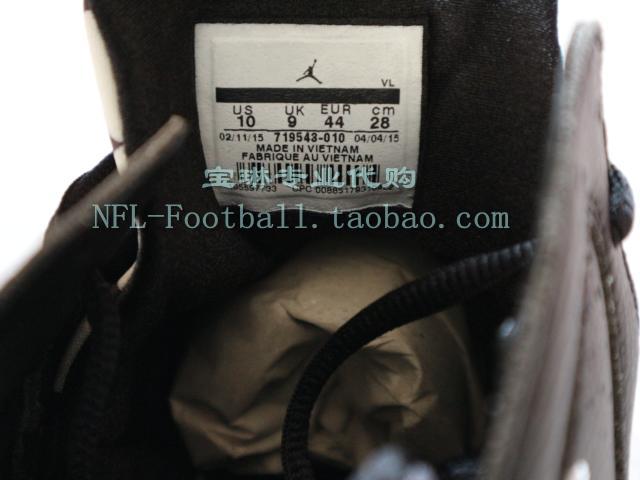 VL
US UK EUR cm
10 9 44 28
02/11/15 719543-010 04/04/15
MADE IN VIETNAM
FABRIQUE AU VIETNAM
宝琳专业代购
NFL-Football.taobao.com